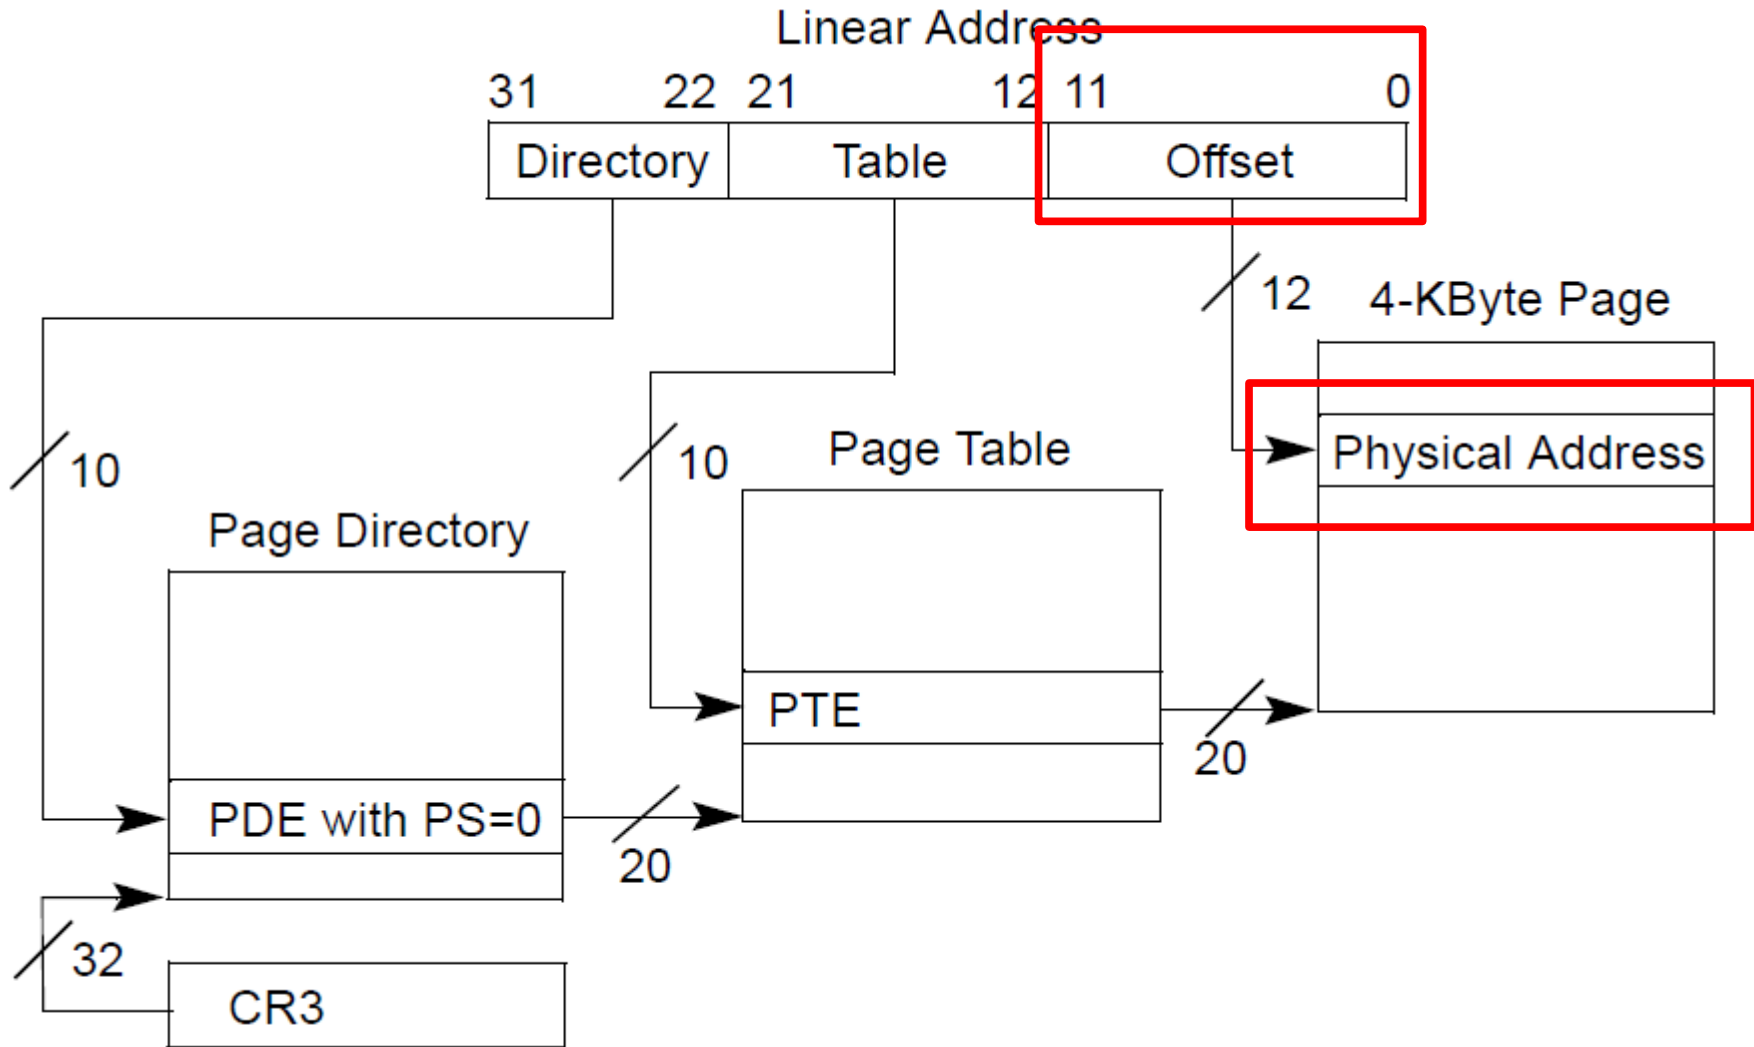 Linear Address
31 22 21 12 11 0
Directory Table Offset
12
4-KByte Page
10
10
Page Table
Physical Address
Page Directory
PTE
20
PDE with PS=0
20
32
CR3